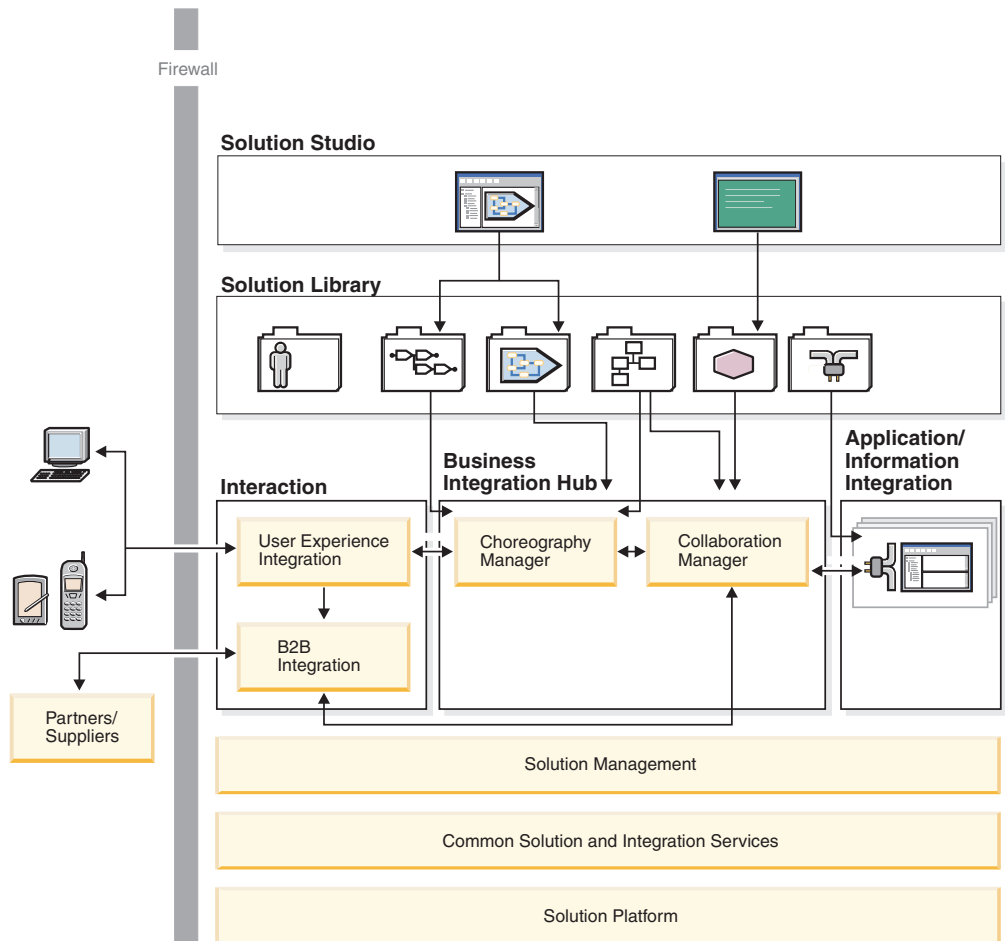 Firewall
Solution Studio
Solution Library
Application/
Information
Integration
Business
Integration Hub
Interaction
User Experience
Integration
Choreography
Manager
Collaboration
Manager
B2B
Integration
Partners/
Suppliers
Solution Management
Common Solution and Integration Services
Solution Platform